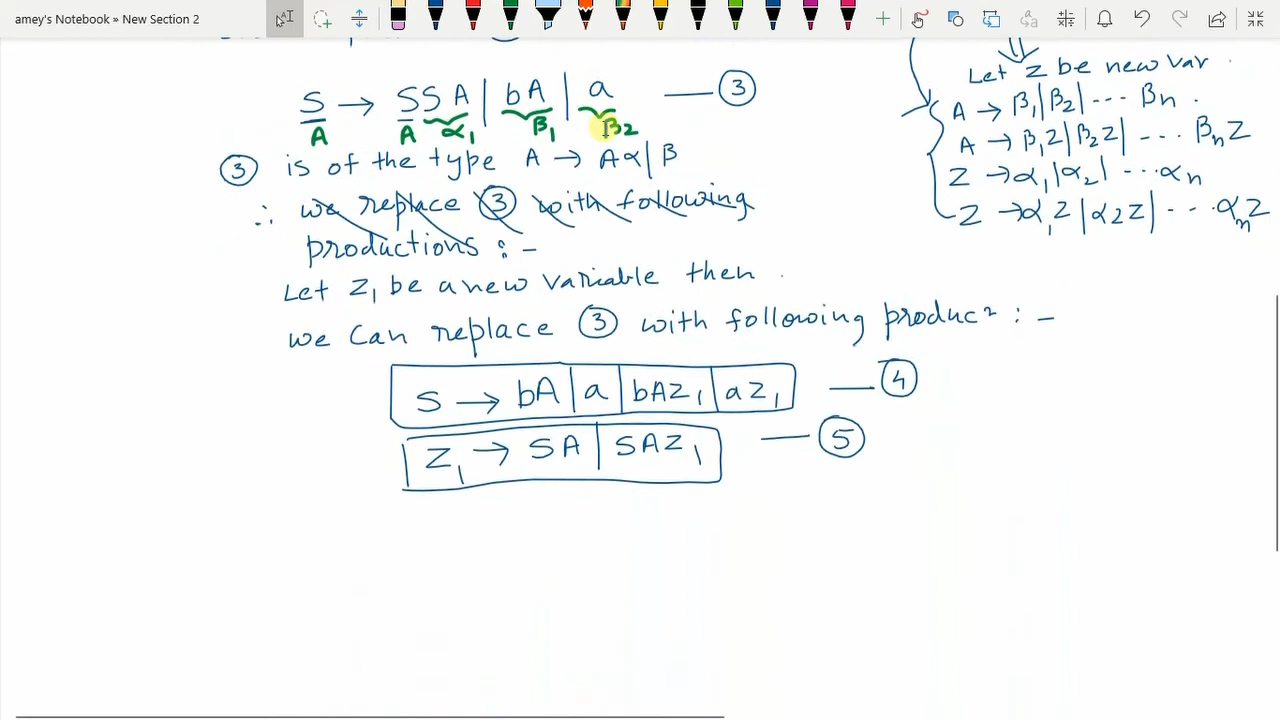 amey's Notebook » New Section 2
Let Z be new var.
S → SSA | bA | a —— ③
A A α₁ β₁ β₂
A → β₁|β₂|--- βn.
A → β₁Z|β₂Z| --- βnZ
③ is of the type A → Aα|β
Z → α₁|α₂| ---αn
∴ we replace ③ with following
Z → α₁Z|α₂Z| --- αnZ
productions :-
Let Z₁ be a new variable then
we can replace ③ with following produc² : -
S → bA | a | bAZ₁ | aZ₁ —— ④
Z₁ → SA | SAZ₁ —— ⑤